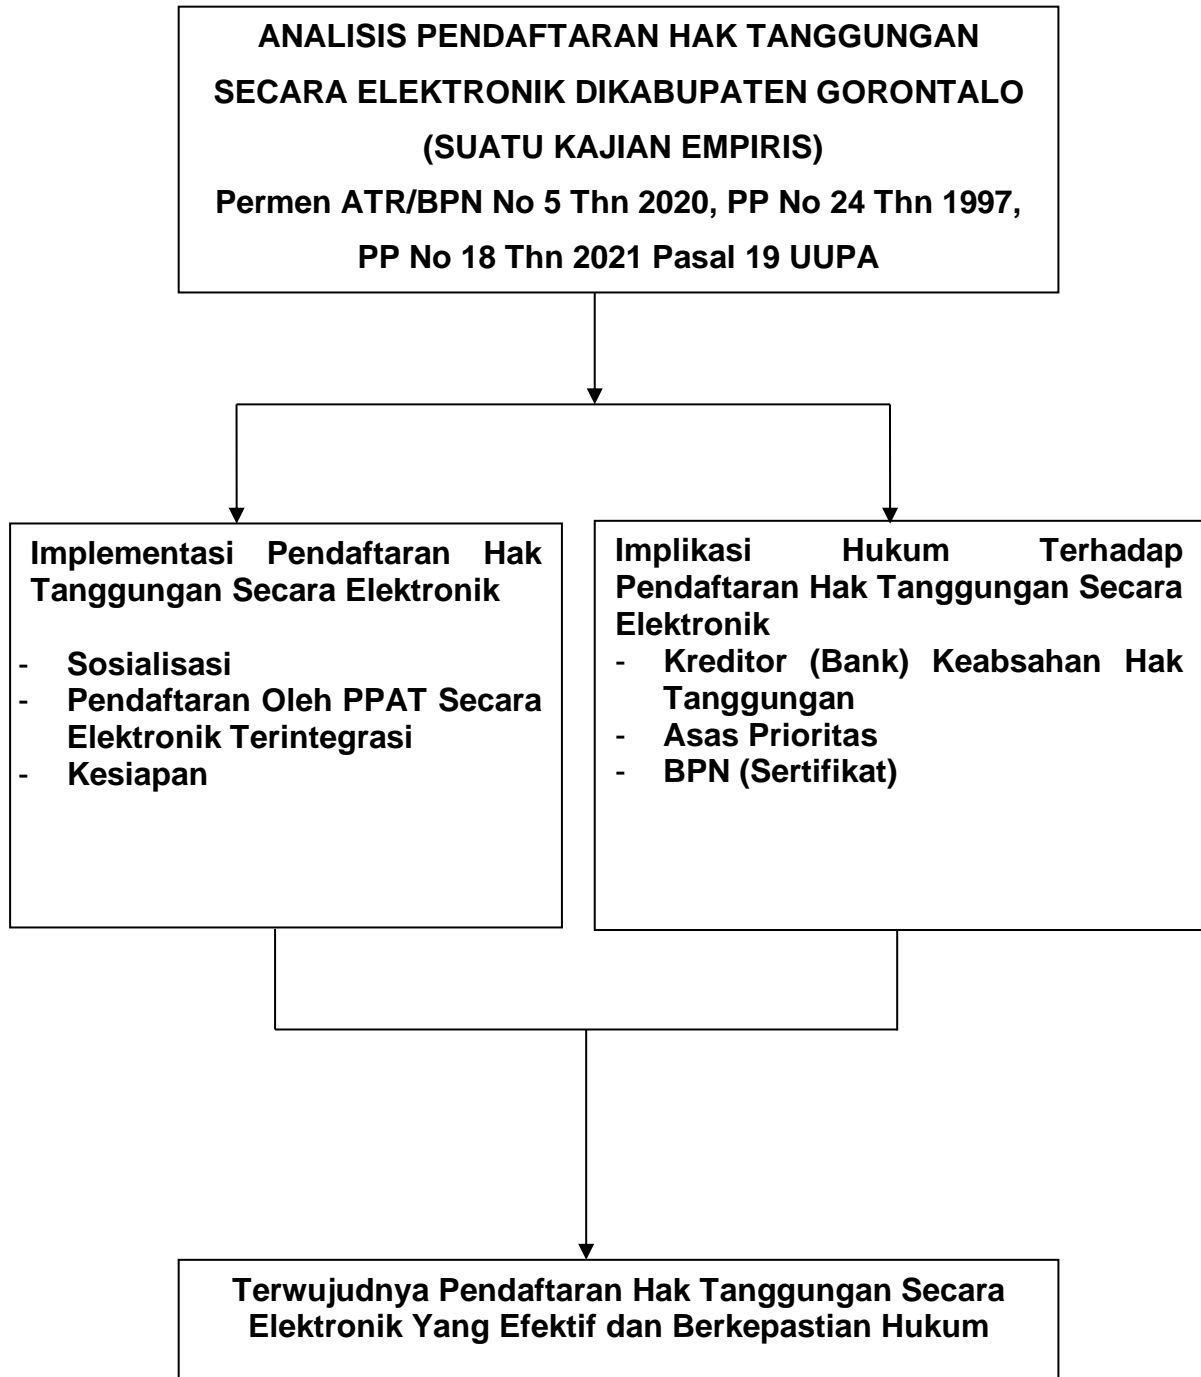 ANALISIS PENDAFTARAN HAK TANGGUNGAN
SECARA ELEKTRONIK DIKABUPATEN GORONTALO
(SUATU KAJIAN EMPIRIS)
Permen ATR/BPN No 5 Thn 2020, PP No 24 Thn 1997,
PP No 18 Thn 2021 Pasal 19 UUPA
Implementasi Pendaftaran Hak
Tanggungan Secara Elektronik
- Sosialisasi
- Pendaftaran Oleh PPAT Secara
Elektronik Terintegrasi
- Kesiapan
Implikasi Hukum Terhadap
Pendaftaran Hak Tanggungan Secara
Elektronik
- Kreditor (Bank) Keabsahan Hak
Tanggungan
- Asas Prioritas
- BPN (Sertifikat)
Terwujudnya Pendaftaran Hak Tanggungan Secara
Elektronik Yang Efektif dan Berkepastian Hukum